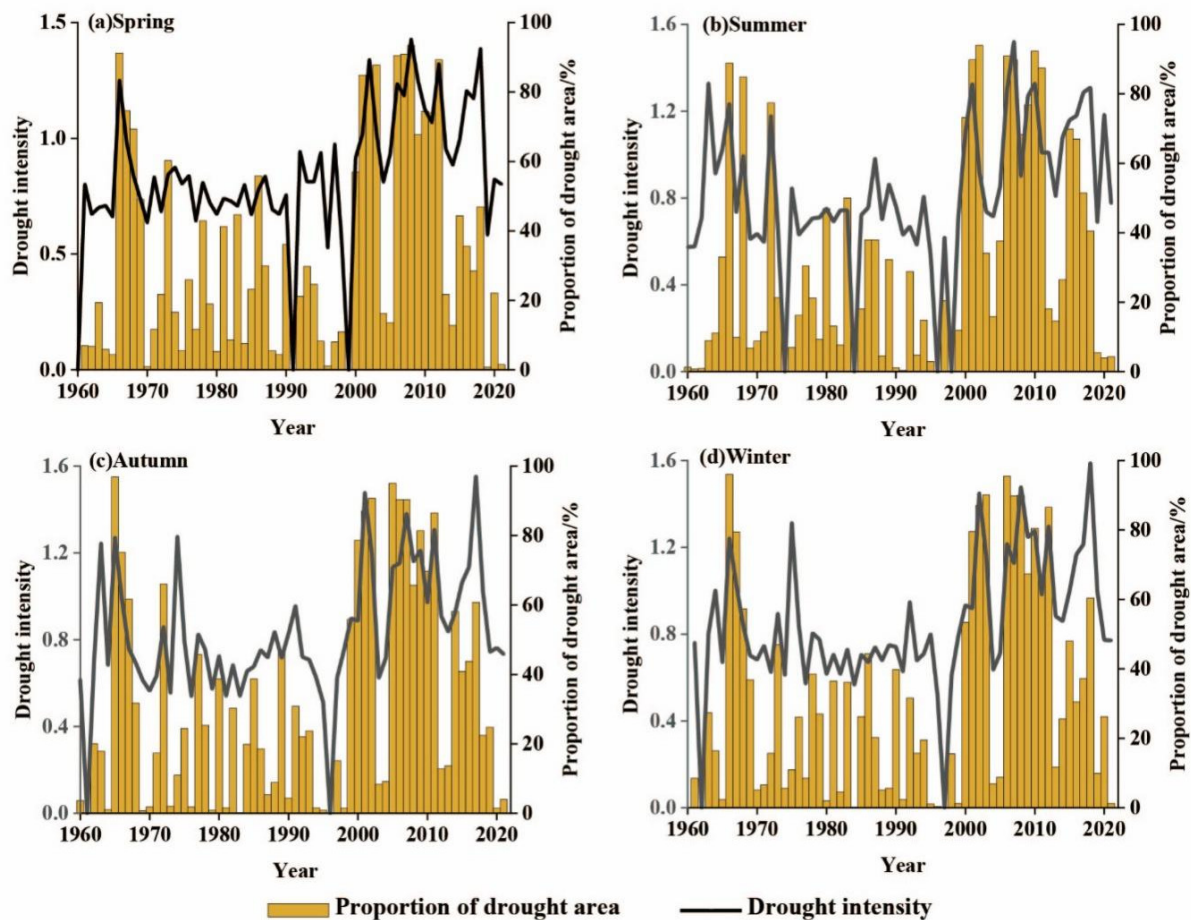 (a)Spring
1.5
1.0
0.5
0.0
Drought intensity
100
80
60
40
20
0
Proportion of drought area/%
1960 1970 1980 1990 2000 2010 2020
Year
(b)Summer
1.6
1.2
0.8
0.4
0.0
Drought intensity
100
80
60
40
20
0
Proportion of drought area/%
1960 1970 1980 1990 2000 2010 2020
Year
(c)Autumn
1.6
1.2
0.8
0.4
0.0
Drought intensity
100
80
60
40
20
0
Proportion of drought area/%
1960 1970 1980 1990 2000 2010 2020
Year
(d)Winter
1.6
1.2
0.8
0.4
0.0
Drought intensity
100
80
60
40
20
0
Proportion of drought area/%
1960 1970 1980 1990 2000 2010 2020
Year
Proportion of drought area Drought intensity